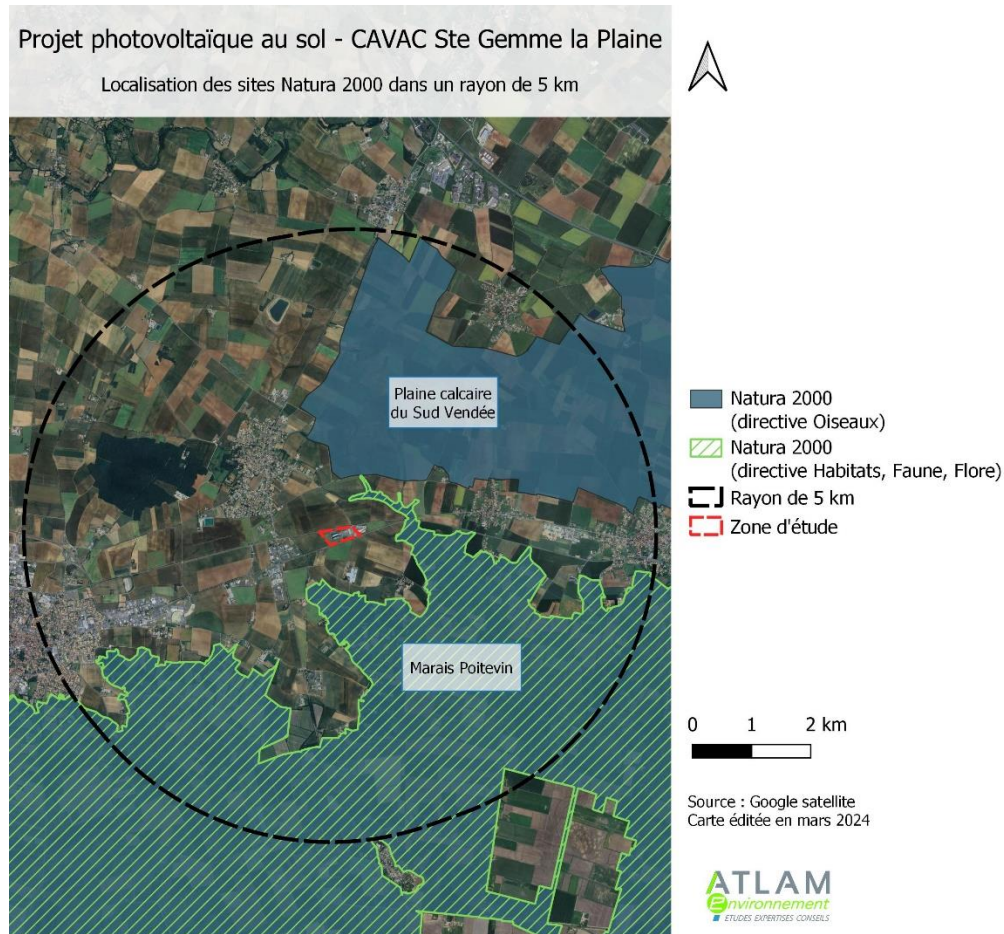 Projet photovoltaïque au sol - CAVAC Ste Gemme la Plaine
Localisation des sites Natura 2000 dans un rayon de 5 km
Plaine calcaire
du Sud Vendée
Marais Poitevin
Natura 2000
(directive Oiseaux)
Natura 2000
(directive Habitats, Faune, Flore)
Rayon de 5 km
Zone d'étude
0 1 2 km
Source : Google satellite
Carte éditée en mars 2024
ATLAM
environnement
ETUDES EXPERTISES CONSEILS